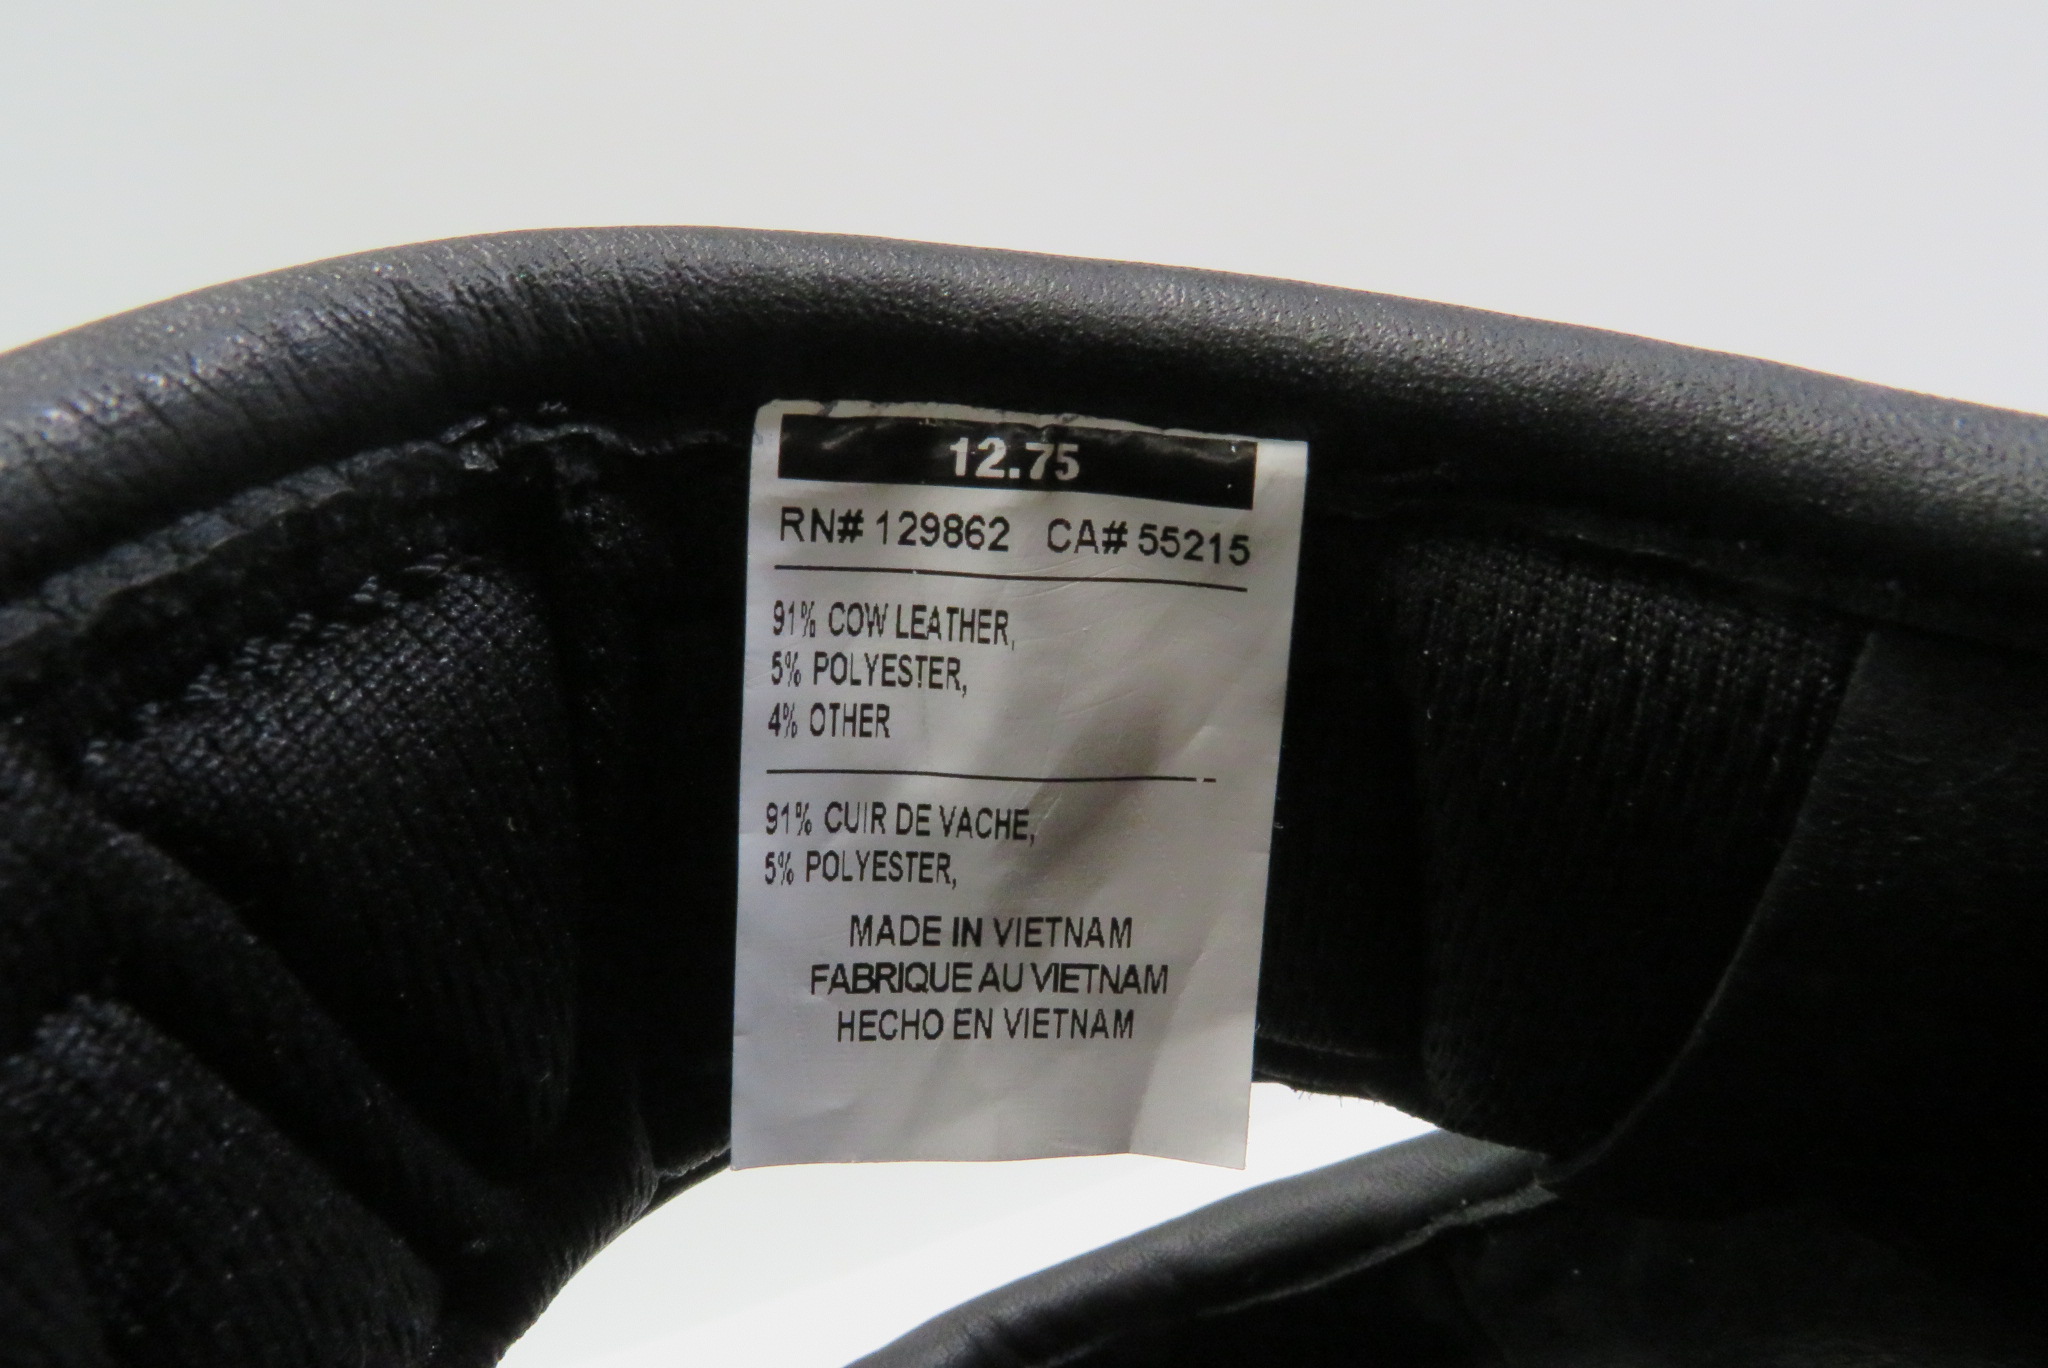 12.75
RN# 129862 CA# 55215
91% COW LEATHER,
5% POLYESTER,
4% OTHER
91% CUIR DE VACHE,
5% POLYESTER,
MADE IN VIETNAM
FABRIQUE AU VIETNAM
HECHO EN VIETNAM